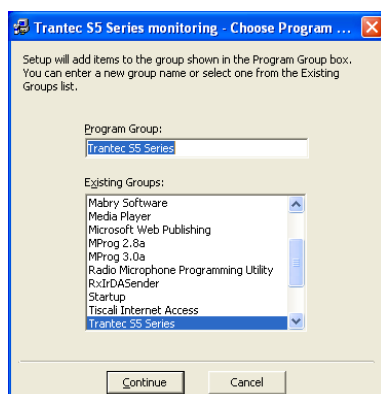 Trantec S5 Series monitoring - Choose Program ...
Setup will add items to the group shown in the Program Group box.
You can enter a new group name or select one from the Existing
Groups list.
Program Group:
Trantec S5 Series
Existing Groups:
Mabry Software
Media Player
Microsoft Web Publishing
MProg 2.8a
MProg 3.0a
Radio Microphone Programming Utility
RxIrDASender
Startup
Tiscali Internet Access
Trantec S5 Series
Continue
Cancel